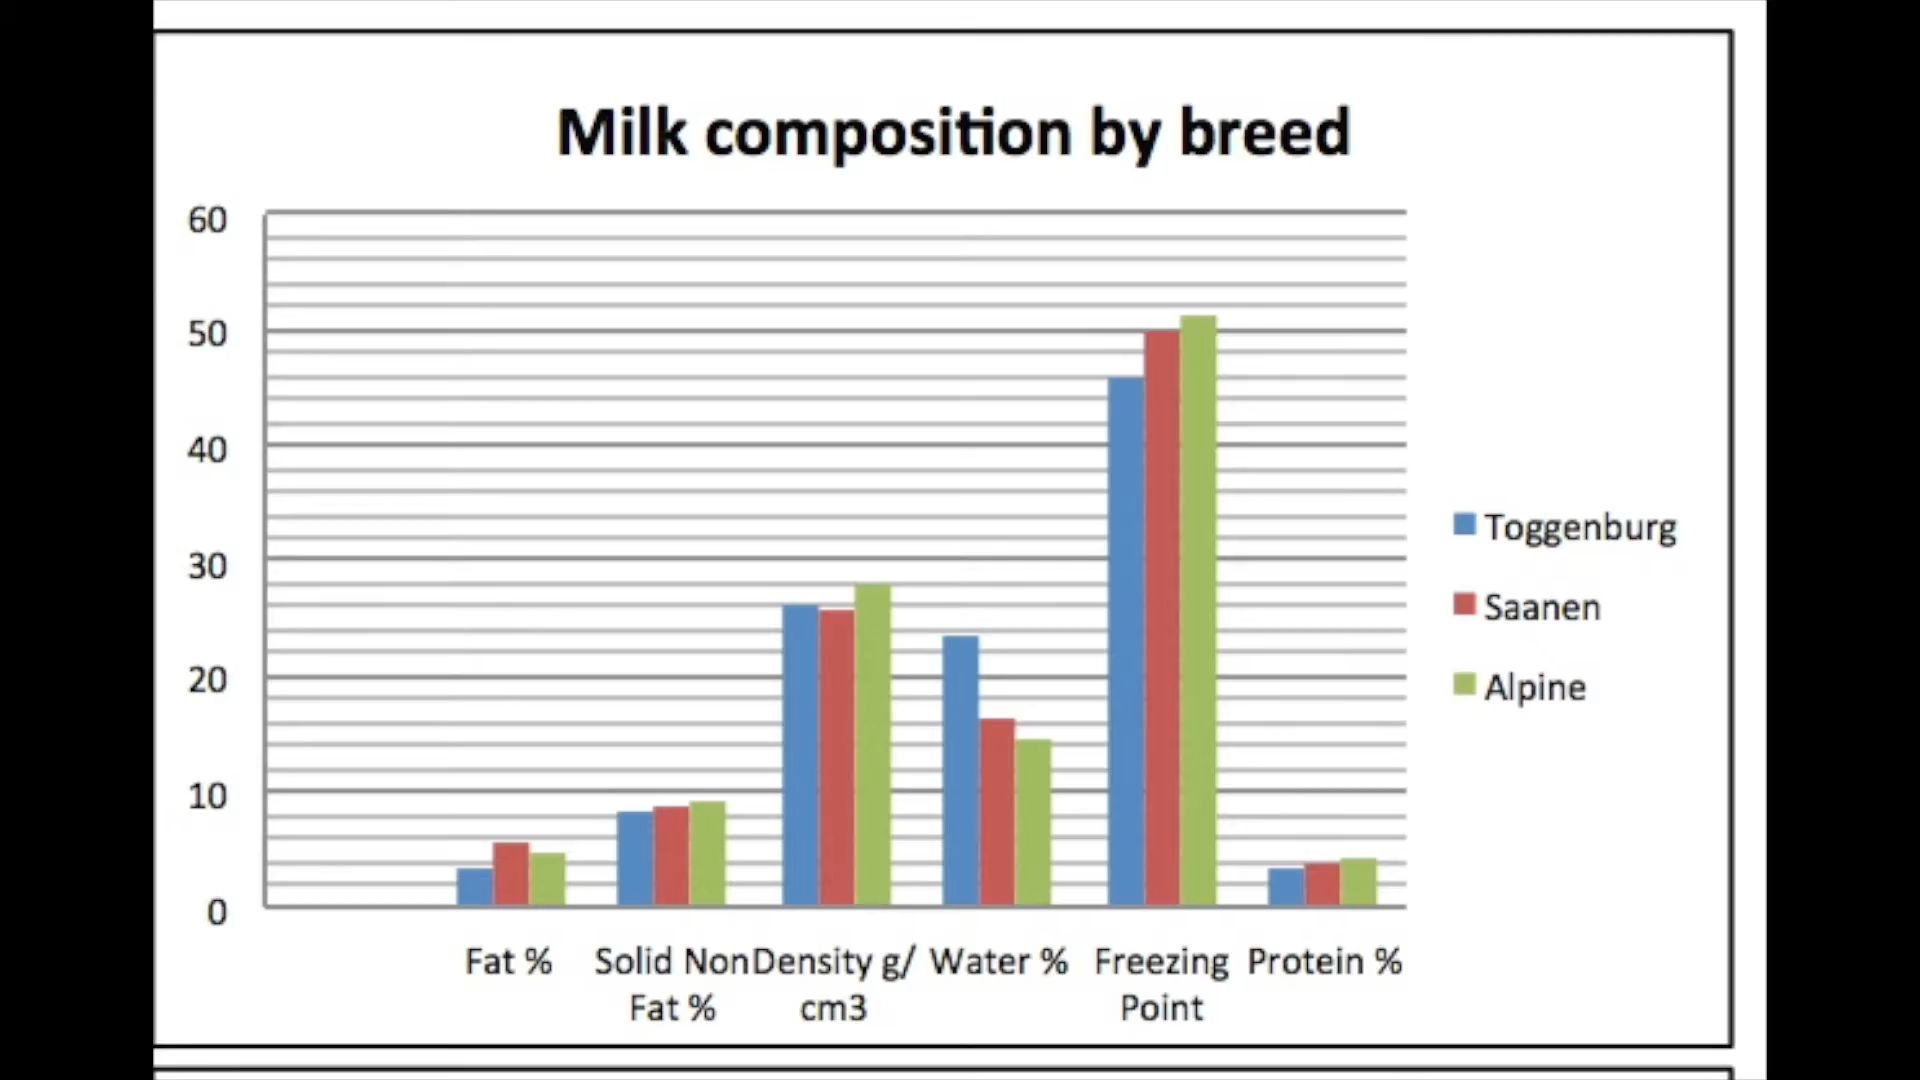 Milk composition by breed
60
50
40
30
20
10
0
Fat %
Solid Non
Fat %
Density g/
cm3
Water %
Freezing
Point
Protein %
Toggenburg
Saanen
Alpine